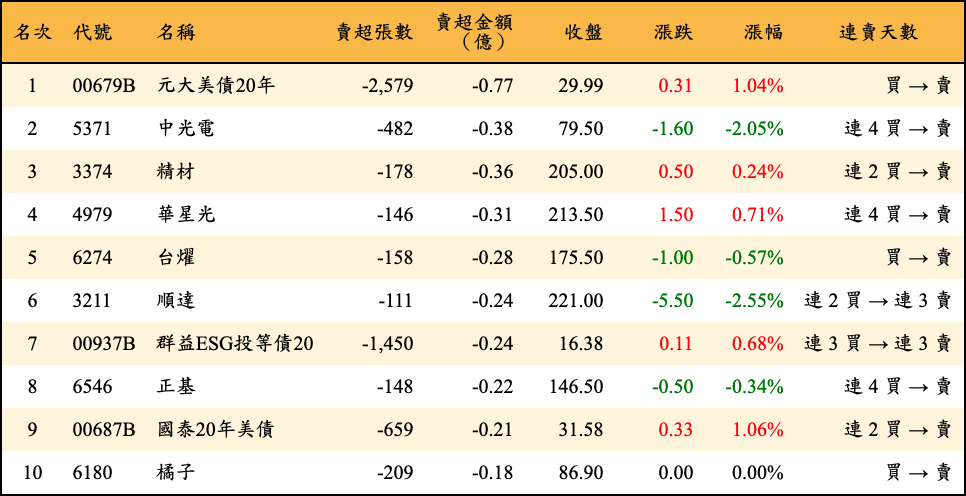 名次 代號 名稱 賣超張數 賣超金額（億） 收盤 漲跌 漲幅 連賣天數
1 00679B 元大美債20年 -2,579 -0.77 29.99 0.31 1.04% 買 → 賣
2 5371 中光電 -482 -0.38 79.50 -1.60 -2.05% 連 4 買 → 賣
3 3374 精材 -178 -0.36 205.00 0.50 0.24% 連 2 買 → 賣
4 4979 華星光 -146 -0.31 213.50 1.50 0.71% 連 4 買 → 賣
5 6274 台燿 -158 -0.28 175.50 -1.00 -0.57% 買 → 賣
6 3211 順達 -111 -0.24 221.00 -5.50 -2.55% 連 2 買 → 連 3 賣
7 00937B 群益ESG投等債20 -1,450 -0.24 16.38 0.11 0.68% 連 3 買 → 連 3 賣
8 6546 正基 -148 -0.22 146.50 -0.50 -0.34% 連 4 買 → 賣
9 00687B 國泰20年美債 -659 -0.21 31.58 0.33 1.06% 連 2 買 → 賣
10 6180 橘子 -209 -0.18 86.90 0.00 0.00% 買 → 賣